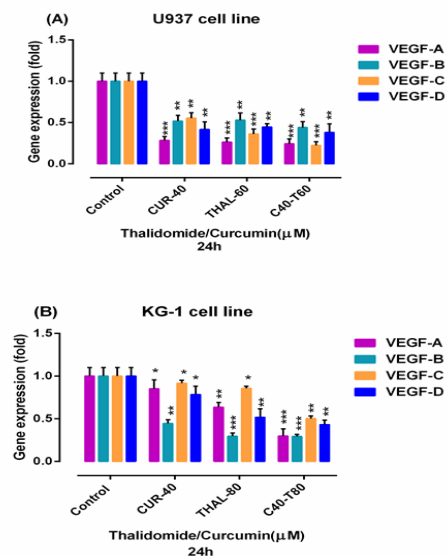 (A)
U937 cell line
Gene expression (fold)
1.5
1.0
0.5
0.0
*** ** ** **
*** ** *** **
*** ** *** **
VEGF-A
VEGF-B
VEGF-C
VEGF-D
Control
CUR-40
THAL-60
C40-T60
Thalidomide/Curcumin(μM)
24h
(B)
KG-1 cell line
Gene expression (fold)
1.5
1.0
0.5
0.0
* ** * *
** *** * **
*** *** ** **
VEGF-A
VEGF-B
VEGF-C
VEGF-D
Control
CUR-40
THAL-80
C40-T80
Thalidomide/Curcumin(μM)
24h